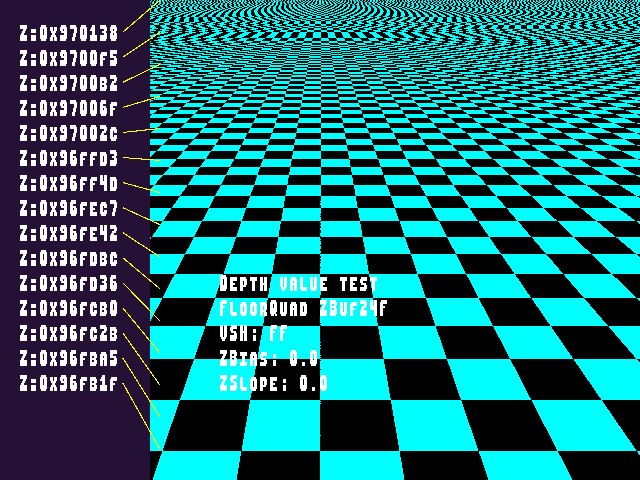 Z:0x970138
Z:0x9700f5
Z:0x9700B2
Z:0x97006f
Z:0x97002c
Z:0x96ffD3
Z:0x96ff4D
Z:0x96fEc7
Z:0x96fE42
Z:0x96fDBc
Z:0x96fD36
Z:0x96fcB0
Z:0x96fc2B
Z:0x96fBA5
Z:0x96fB1f
Depth value test
FloorQuad ZBuf24f
VSH: FF
ZBias: 0.0
ZSlope: 0.0